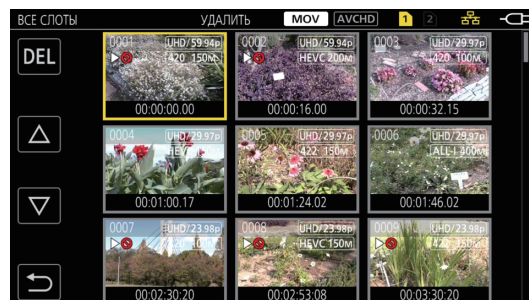 ВСЕ СЛОТЫ УДАЛИТЬ MOV AVCHD 1 2
DEL
0001 UHD/59.94p
420 150M
00:00:00.00
0002 UHD/59.94p
HEVC 200M
00:00:16.00
0003 UHD/29.97p
420 100M
00:00:32.15
0004 UHD/29.97p
HEVC
00:01:00.17
0005 UHD/29.97p
422 150M
00:01:24.02
0006 UHD/29.97p
ALL-I 400M
00:01:46.02
0007 UHD/23.98p
00:02:30:20
0008 UHD/23.98p
HEVC 150M
00:02:53:08
0009 UHD/23.98p
422 150M
00:03:30:20